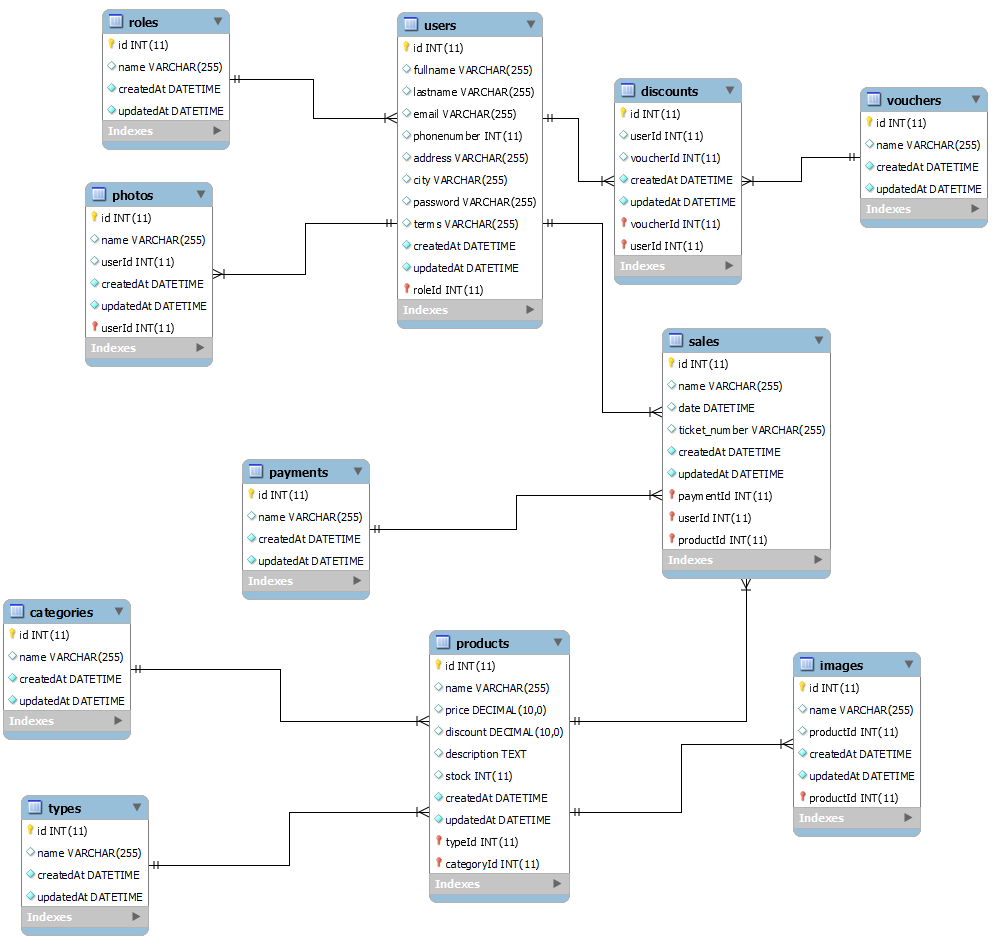 roles
id INT(11)
name VARCHAR(255)
createdAt DATETIME
updatedAt DATETIME
Indexes
users
id INT(11)
fullname VARCHAR(255)
lastname VARCHAR(255)
email VARCHAR(255)
phonenumber INT(11)
address VARCHAR(255)
city VARCHAR(255)
password VARCHAR(255)
terms VARCHAR(255)
createdAt DATETIME
updatedAt DATETIME
roleId INT(11)
Indexes
discounts
id INT(11)
userId INT(11)
voucherId INT(11)
createdAt DATETIME
updatedAt DATETIME
voucherId INT(11)
userId INT(11)
Indexes
vouchers
id INT(11)
name VARCHAR(255)
createdAt DATETIME
updatedAt DATETIME
Indexes
photos
id INT(11)
name VARCHAR(255)
userId INT(11)
createdAt DATETIME
updatedAt DATETIME
userId INT(11)
Indexes
sales
id INT(11)
name VARCHAR(255)
date DATETIME
ticket_number VARCHAR(255)
createdAt DATETIME
updatedAt DATETIME
paymentId INT(11)
userId INT(11)
productId INT(11)
Indexes
payments
id INT(11)
name VARCHAR(255)
createdAt DATETIME
updatedAt DATETIME
Indexes
categories
id INT(11)
name VARCHAR(255)
createdAt DATETIME
updatedAt DATETIME
Indexes
products
id INT(11)
name VARCHAR(255)
price DECIMAL(10,0)
discount DECIMAL(10,0)
description TEXT
stock INT(11)
createdAt DATETIME
updatedAt DATETIME
typeId INT(11)
categoryId INT(11)
Indexes
images
id INT(11)
name VARCHAR(255)
productId INT(11)
createdAt DATETIME
updatedAt DATETIME
productId INT(11)
Indexes
types
id INT(11)
name VARCHAR(255)
createdAt DATETIME
updatedAt DATETIME
Indexes